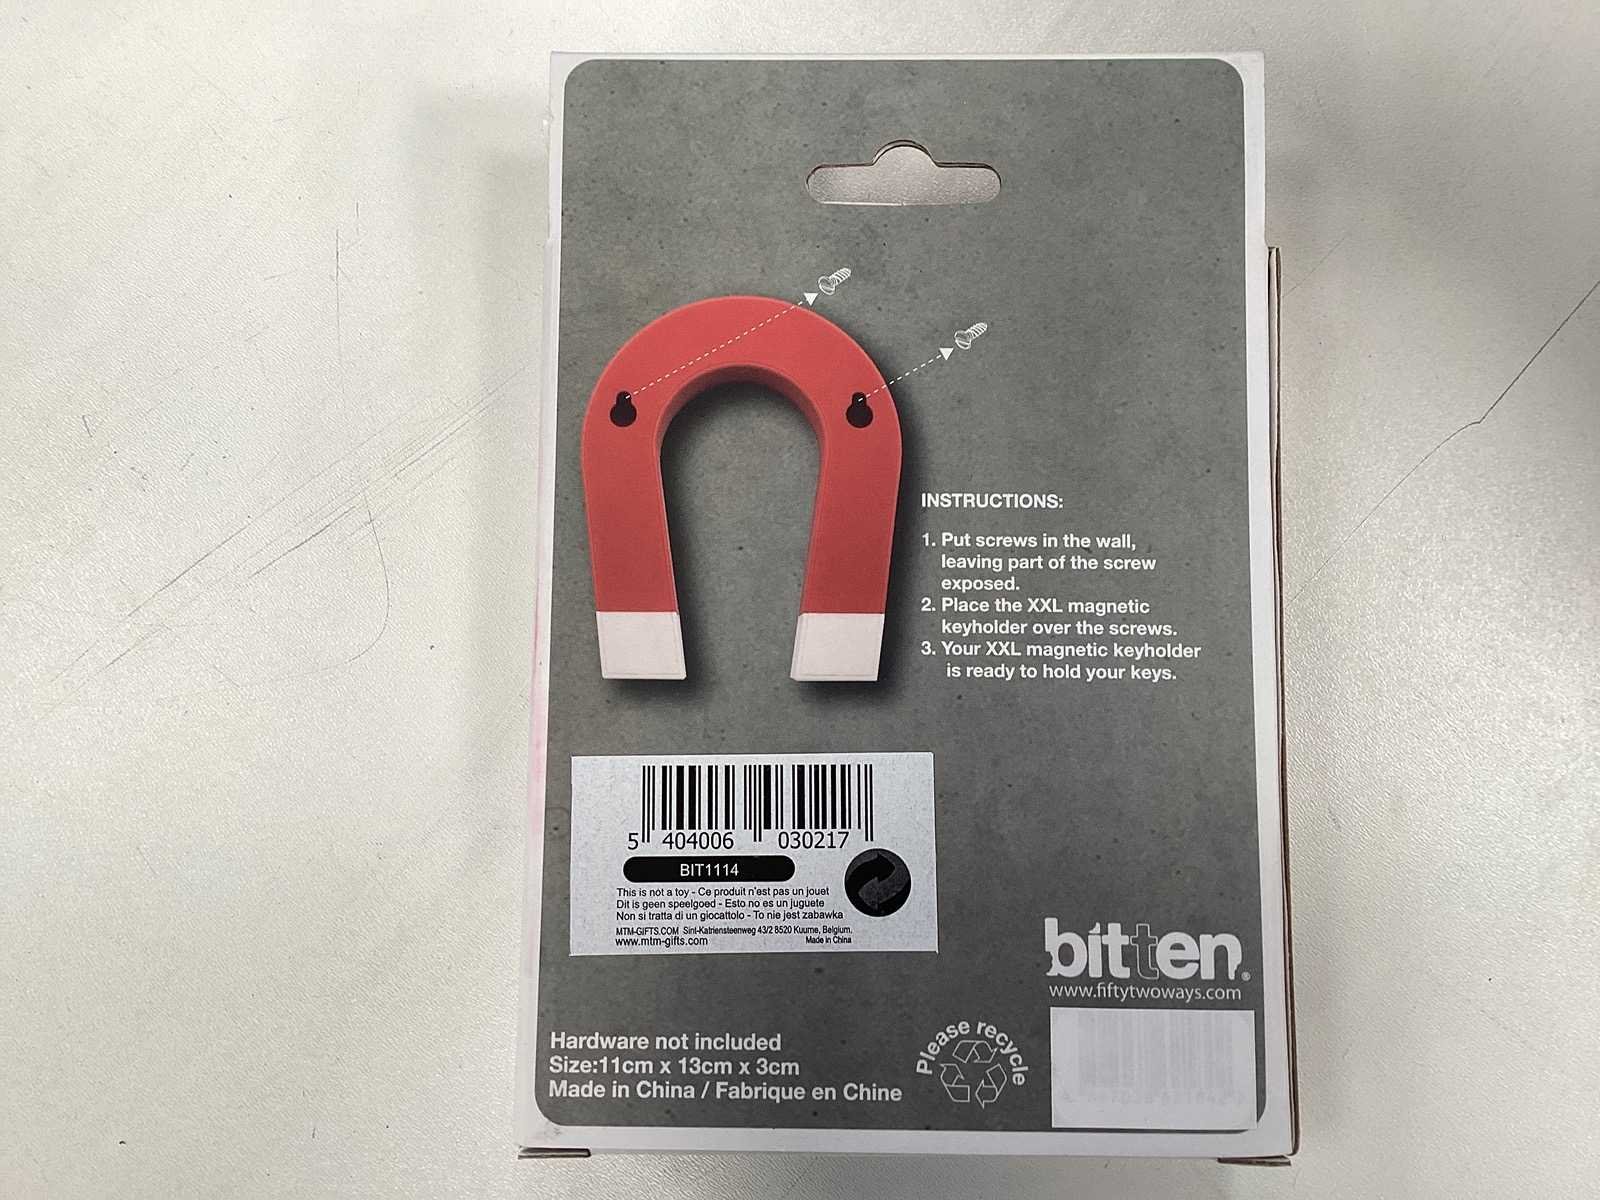 INSTRUCTIONS:
1. Put screws in the wall,
leaving part of the screw
exposed.
2. Place the XXL magnetic
keyholder over the screws.
3. Your XXL magnetic keyholder
is ready to hold your keys.
5 404006 030217
BIT1114
This is not a toy - Ce produit n'est pas un jouet
Dit is geen speelgoed - Esto no es un juguete
Non si tratta di un giocattolo - To nie jest zabawka
MTM-GIFTS.COM Sint-Katriensteenweg 43/2 8520 Kuurne, Belgium.
www.mtm-gifts.com Made in China
bitten®
www.fiftytwoways.com
Hardware not included
Size:11cm x 13cm x 3cm
Made in China / Fabrique en Chine
Please recycle